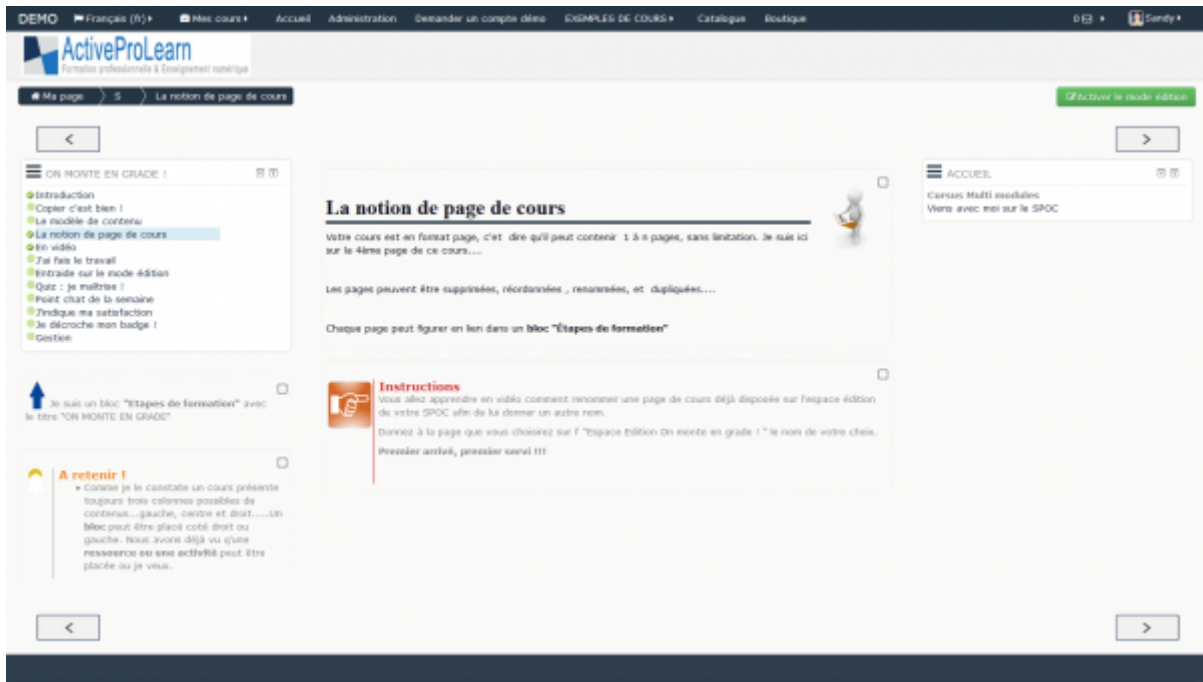 DEMO Français (fr) Mes cours Accueil Administration Demander un compte démo EXEMPLES DE COURS Catalogue Boutique 0 Sandy
ActiveProLearn
Formation professionnelle & Enseignement numérique
Ma page S La notion de page de cours
Activer le mode édition
< >
ON MONTE EN GRADE !
Introduction
Copier c'est bien !
Le modèle de contenu
La notion de page de cours
En vidéo
J'ai fais le travail
Entraide sur le mode édition
Quiz : je maîtrise !
Point chat de la semaine
J'indique ma satisfaction
Je décroche mon badge !
Gestion
Je suis un bloc "Etapes de formation" avec
le titre "ON MONTE EN GRADE"
A retenir !
• Comme je le constate un cours présente
toujours trois colonnes possibles de
contenus...gauche, centre et droit.....Un
bloc peut être placé coté droit ou
gauche. Nous avons déjà vu q'une
ressource ou une activité peut être
placée ou je veux.
La notion de page de cours
Votre cours est en format page, c'et dire qu'il peut contenir 1 à n pages, sans limitation. Je suis ici
sur la 4ème page de ce cours....
Les pages peuvent être supprimées, réordonnées , renommées, et dupliquées....
Chaque page peut figurer en lien dans un bloc "Étapes de formation"
Instructions
Vous allez apprendre en vidéo comment renommer une page de cours déjà disposée sur l'espace édition
de votre SPOC afin de lui donner un autre nom.
Donnez à la page que vous choisirez sur l' "Espace Edition On monte en grade ! " le nom de votre choix.
Premier arrivé, premier servi !!!
ACCUEIL
Cursus Multi modules
Viens avec moi sur le SPOC
< >